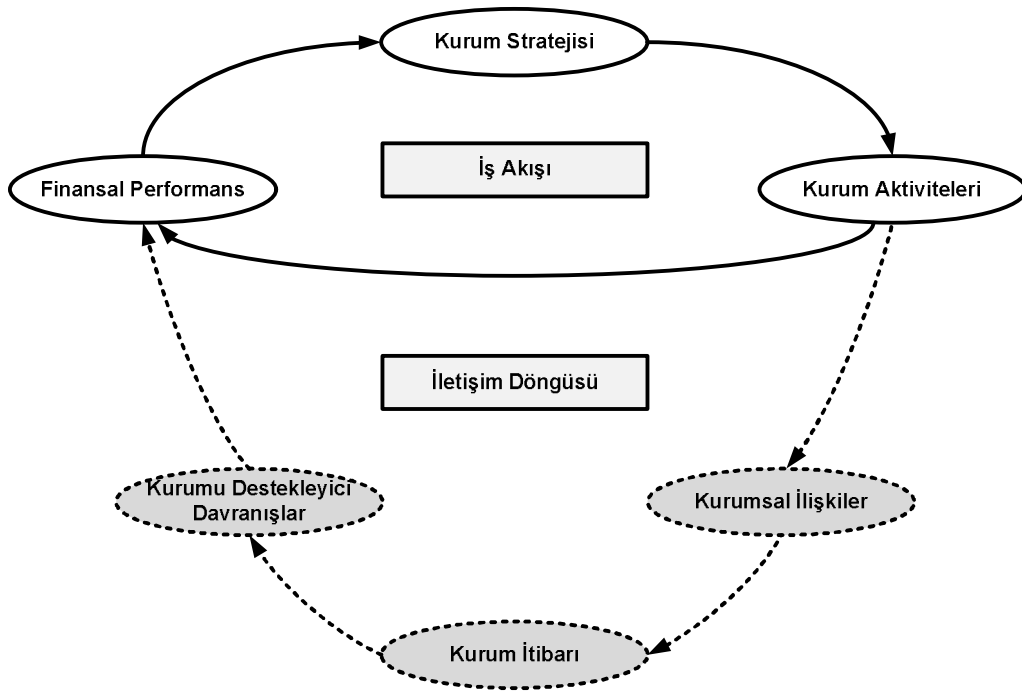 Kurum Stratejisi
İş Akışı
Finansal Performans
Kurum Aktiviteleri
İletişim Döngüsü
Kurumu Destekleyici
Davranışlar
Kurumsal İlişkiler
Kurum İtibarı